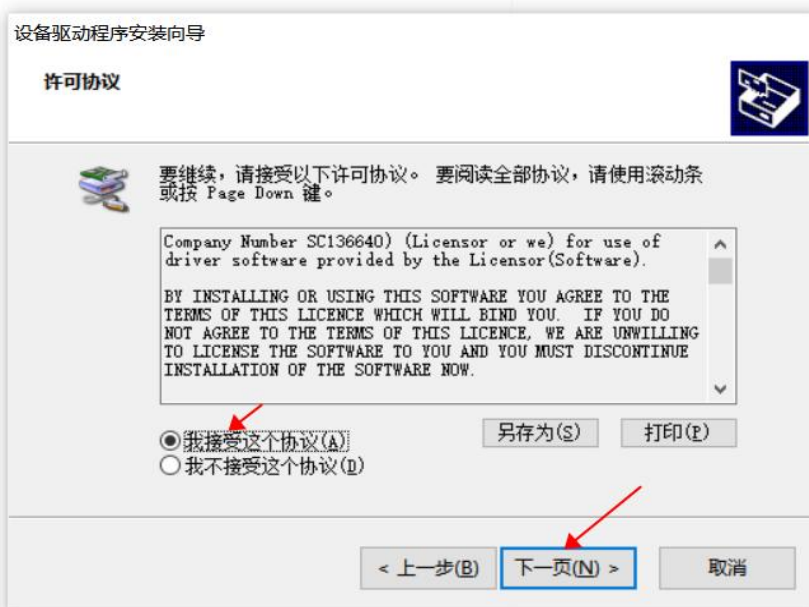 设备驱动程序安装向导
许可协议
要继续，请接受以下许可协议。 要阅读全部协议，请使用滚动条
或按 Page Down 键。
Company Number SC136640) (Licensor or we) for use of
driver software provided by the Licensor(Software).
BY INSTALLING OR USING THIS SOFTWARE YOU AGREE TO THE
TERMS OF THIS LICENCE WHICH WILL BIND YOU. IF YOU DO
NOT AGREE TO THE TERMS OF THIS LICENCE, WE ARE UNWILLING
TO LICENSE THE SOFTWARE TO YOU AND YOU MUST DISCONTINUE
INSTALLATION OF THE SOFTWARE NOW.
我接受这个协议(A)
另存为(S) 打印(P)
我不接受这个协议(D)
< 上一步(B) 下一页(N) > 取消